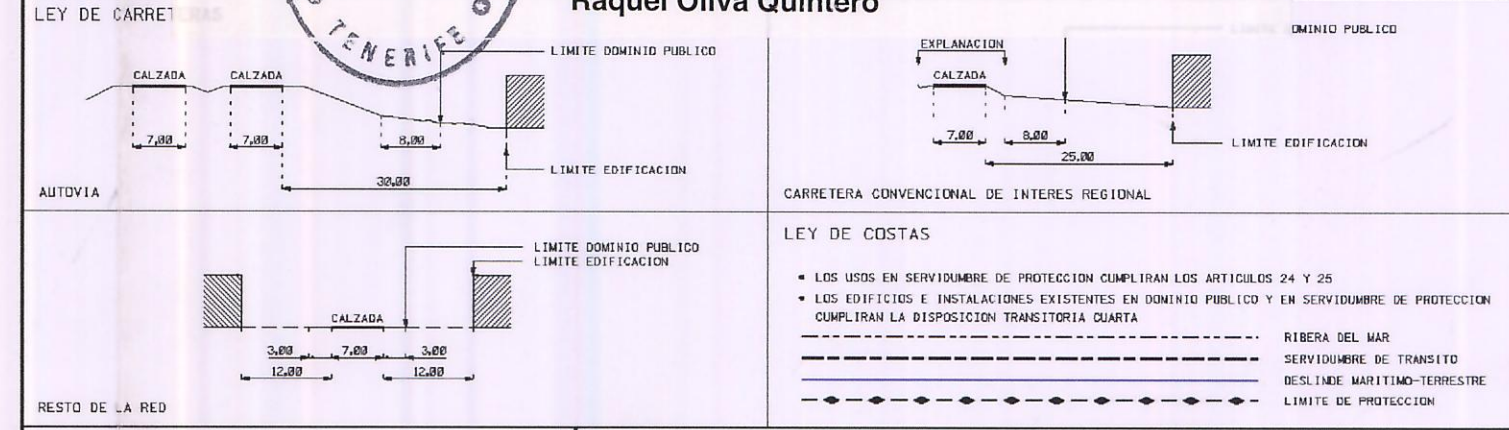 Raquel Oliva Quintero
LEY DE CARRETERAS
TENERIFE
LIMITE DOMINIO PUBLICO
CALZADA
CALZADA
7,00
7,00
8,00
30,00
LIMITE EDIFICACION
AUTOVIA
DMINIO PUBLICO
EXPLANACION
CALZADA
7.00
8.00
25.00
LIMITE EDIFICACION
CARRETERA CONVENCIONAL DE INTERES REGIONAL
LIMITE DOMINIO PUBLICO
LIMITE EDIFICACION
CALZADA
3,00
7,00
3,00
12,00
12,00
RESTO DE LA RED
LEY DE COSTAS
LOS USOS EN SERVIDUMBRE DE PROTECCION CUMPLIRAN LOS ARTICULOS 24 Y 25
LOS EDIFICIOS E INSTALACIONES EXISTENTES EN DOMINIO PUBLICO Y EN SERVIDUMBRE DE PROTECCION
CUMPLIRAN LA DISPOSICION TRANSITORIA CUARTA
RIBERA DEL MAR
SERVIDUMBRE DE TRANSITO
DESLINDE MARITIMO-TERRESTRE
LIMITE DE PROTECCION